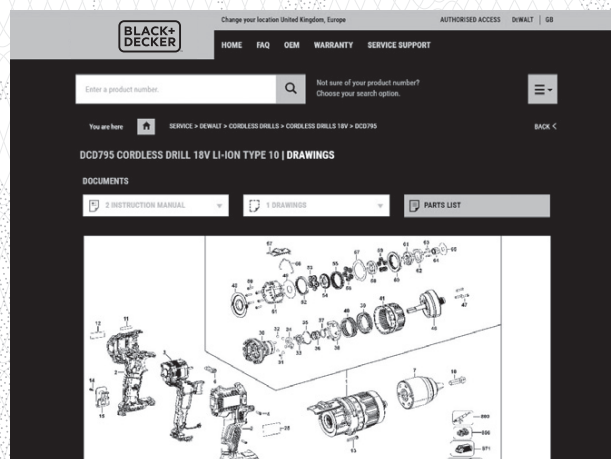 BLACK+
DECKER
Change your location United Kingdom, Europe
AUTHORISED ACCESS DeWALT | GB
HOME FAQ OEM WARRANTY SERVICE SUPPORT
Enter a product number.
Not sure of your product number?
Choose your search option.
You are here SERVICE > DEWALT > CORDLESS DRILLS > CORDLESS DRILLS 18V > DCD795 BACK <
DCD795 CORDLESS DRILL 18V LI-ION TYPE 10 | DRAWINGS
DOCUMENTS
2 INSTRUCTION MANUAL
1 DRAWINGS
PARTS LIST